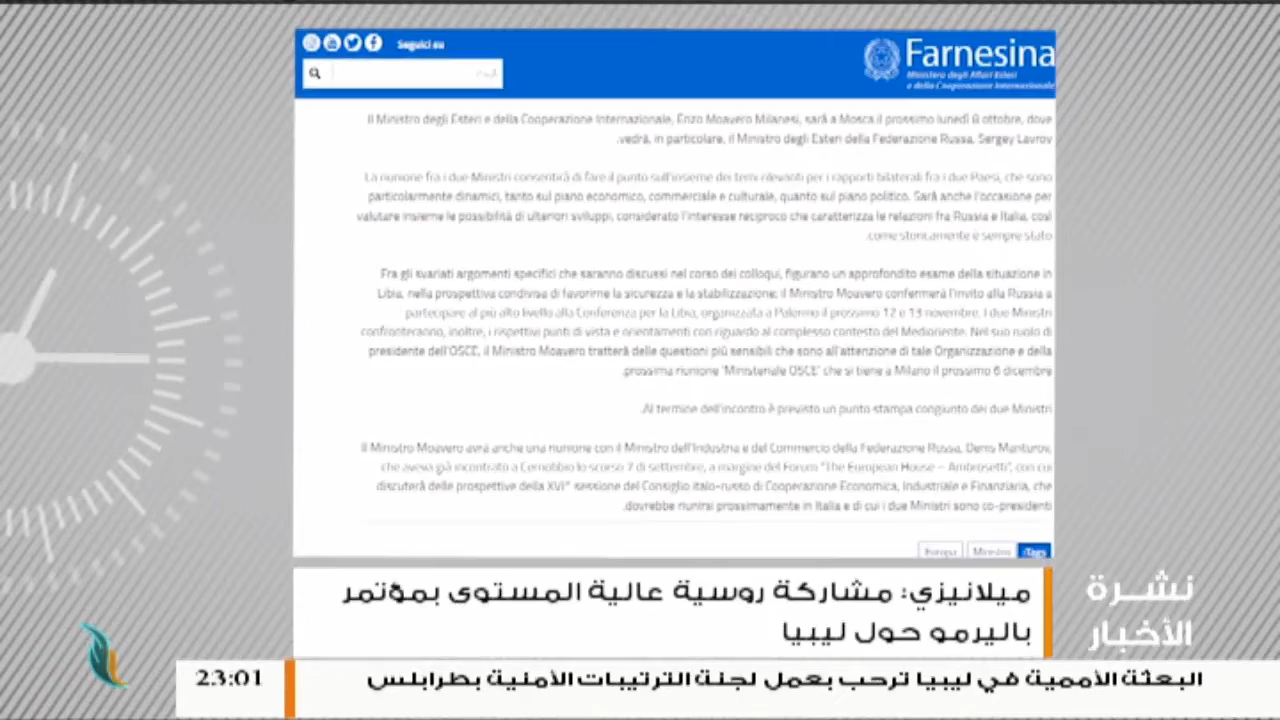 Seguici su
Farnesina
Ministero degli Affari Esteri
e della Cooperazione Internazionale
Il Ministro degli Esteri e della Cooperazione Internazionale, Enzo Moavero Milanesi, sarà a Mosca il prossimo lunedì 8 ottobre, dove
.vedrà, in particolare, il Ministro degli Esteri della Federazione Russa, Sergey Lavrov
La riunione fra i due Ministri consentirà di fare il punto sull'insieme dei temi rilevanti per i rapporti bilaterali fra i due Paesi, che sono
particolarmente dinamici, tanto sul piano economico, commerciale e culturale, quanto sul piano politico. Sarà anche l'occasione per
valutare insieme le possibilità di ulteriori sviluppi, considerato l'interesse reciproco che caratterizza le relazioni fra Russia e Italia, così
.come storicamente è sempre stato
Fra gli svariati argomenti specifici che saranno discussi nel corso dei colloqui, figurano un approfondito esame della situazione in
Libia, nella prospettiva condivisa di favorirne la sicurezza e la stabilizzazione; il Ministro Moavero confermerà l'invito alla Russia a
partecipare al più alto livello alla Conferenza per la Libia, organizzata a Palermo il prossimo 12 e 13 novembre. I due Ministri
confronteranno, inoltre, i rispettivi punti di vista e orientamenti con riguardo al complesso contesto del Medioriente. Nel suo ruolo di
presidente dell'OSCE, il Ministro Moavero tratterà delle questioni più sensibili che sono all'attenzione di tale Organizzazione e della
.prossima riunione "Ministeriale OSCE" che si tiene a Milano il prossimo 6 dicembre
.Al termine dell'incontro è previsto un punto stampa congiunto dei due Ministri
Il Ministro Moavero avrà anche una riunione con il Ministro dell'Industria e del Commercio della Federazione Russa, Denis Manturov,
che aveva già incontrato a Cernobbio lo scorso 7 di settembre, a margine del Forum "The European House – Ambrosetti", con cui
discuterà delle prospettive della XVI° sessione del Consiglio italo-russo di Cooperazione Economica, Industriale e Finanziaria, che
.dovrebbe riunirsi prossimamente in Italia e di cui i due Ministri sono co-presidenti
Europa Ministro :Tags
ميلانيزي: مشاركة روسية عالية المستوى بمؤتمر
باليرمو حول ليبيا
نشرة
الأخبار
البعثة الأممية في ليبيا ترحب بعمل لجنة الترتيبات الأمنية بطرابلس
23:01